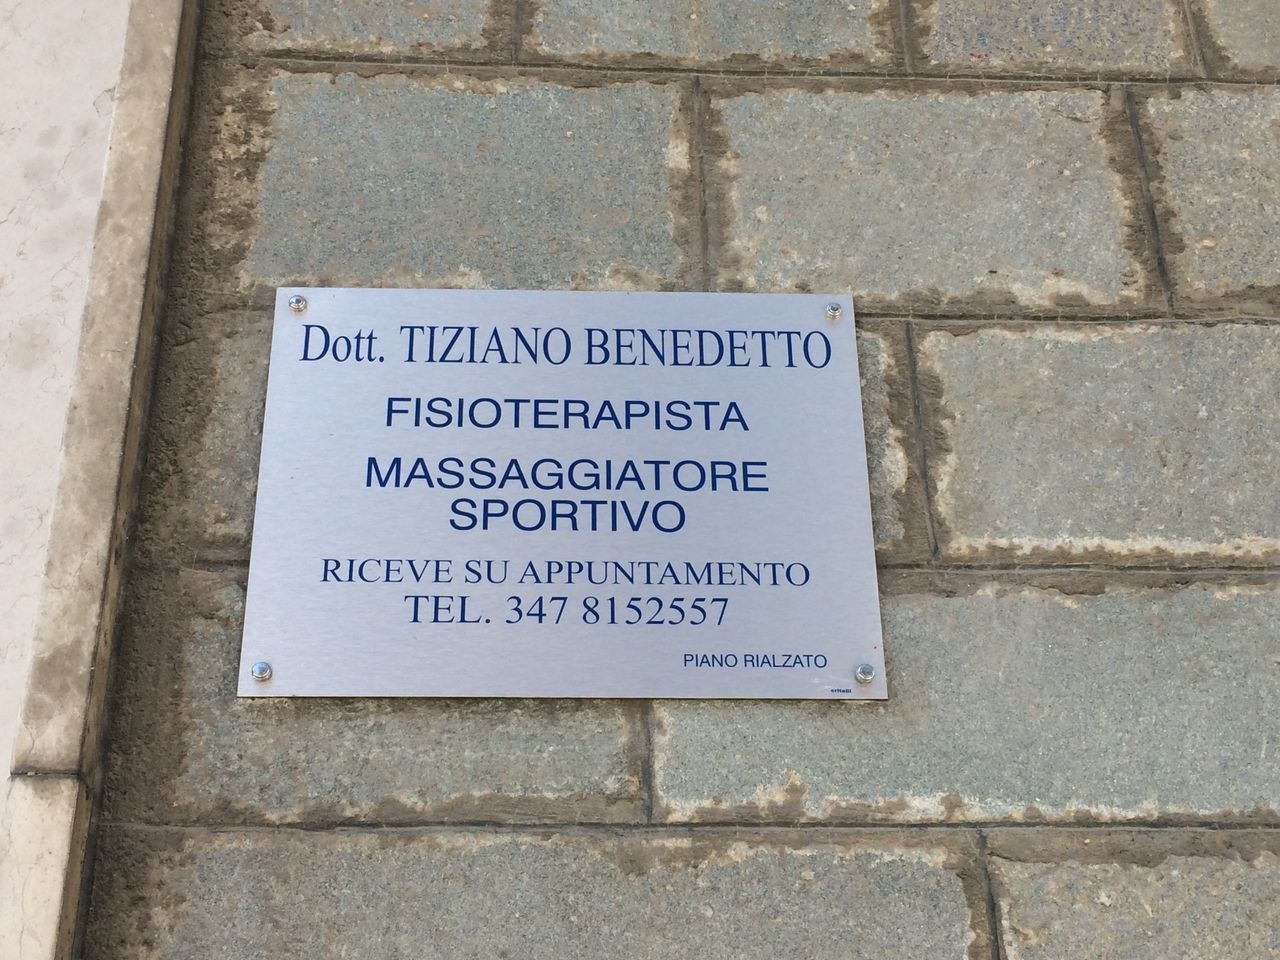 Dott. TIZIANO BENEDETTO
FISIOTERAPISTA
MASSAGGIATORE
SPORTIVO
RICEVE SU APPUNTAMENTO
TEL. 347 8152557
PIANO RIALZATO